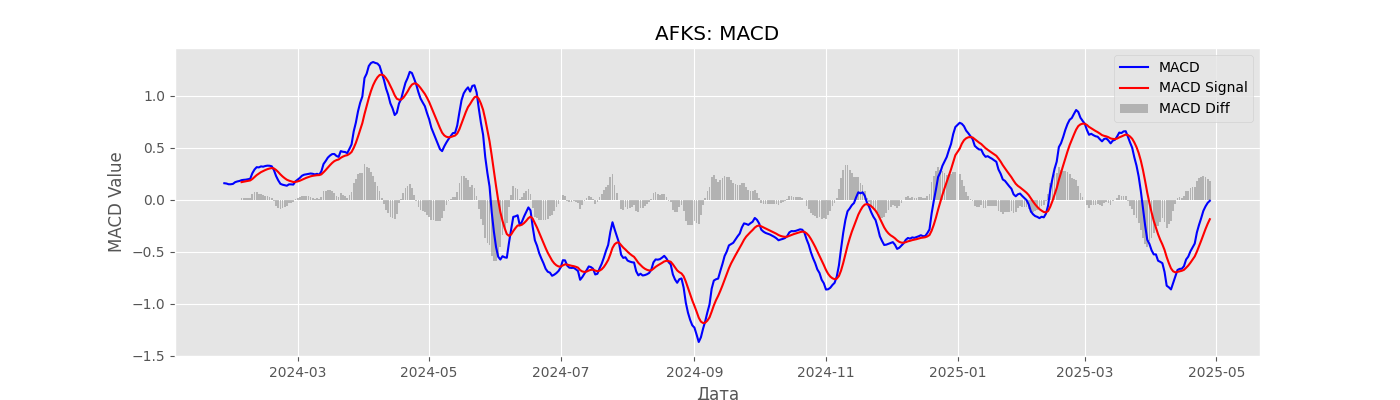 AFKS: MACD
MACD
MACD Signal
MACD Diff
MACD Value
1.0
0.5
0.0
−0.5
−1.0
−1.5
2024-03 2024-05 2024-07 2024-09 2024-11 2025-01 2025-03 2025-05
Дата